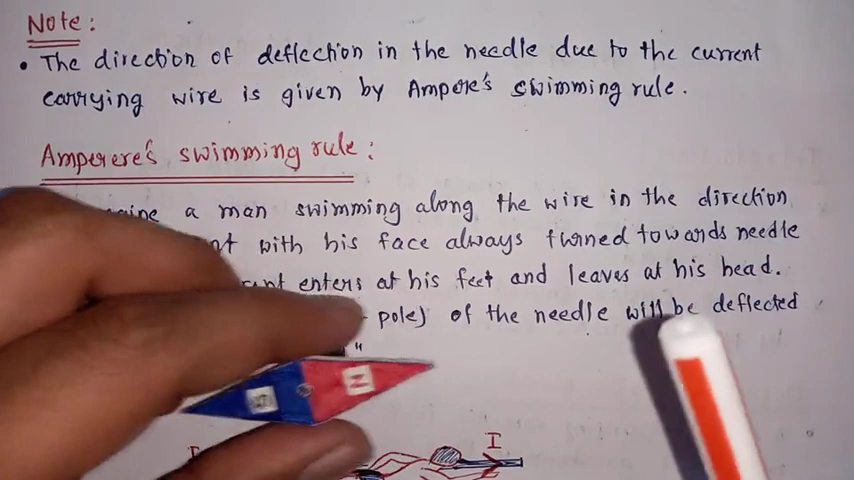 Note:
• The direction of deflection in the needle due to the current
carrying wire is given by Ampere's swimming rule.
Amperere's swimming rule:
a man swimming along the wire in the direction
with his face always turned towards needle
enters at his feet and leaves at his head.
pole) of the needle will be deflected
"
N
I